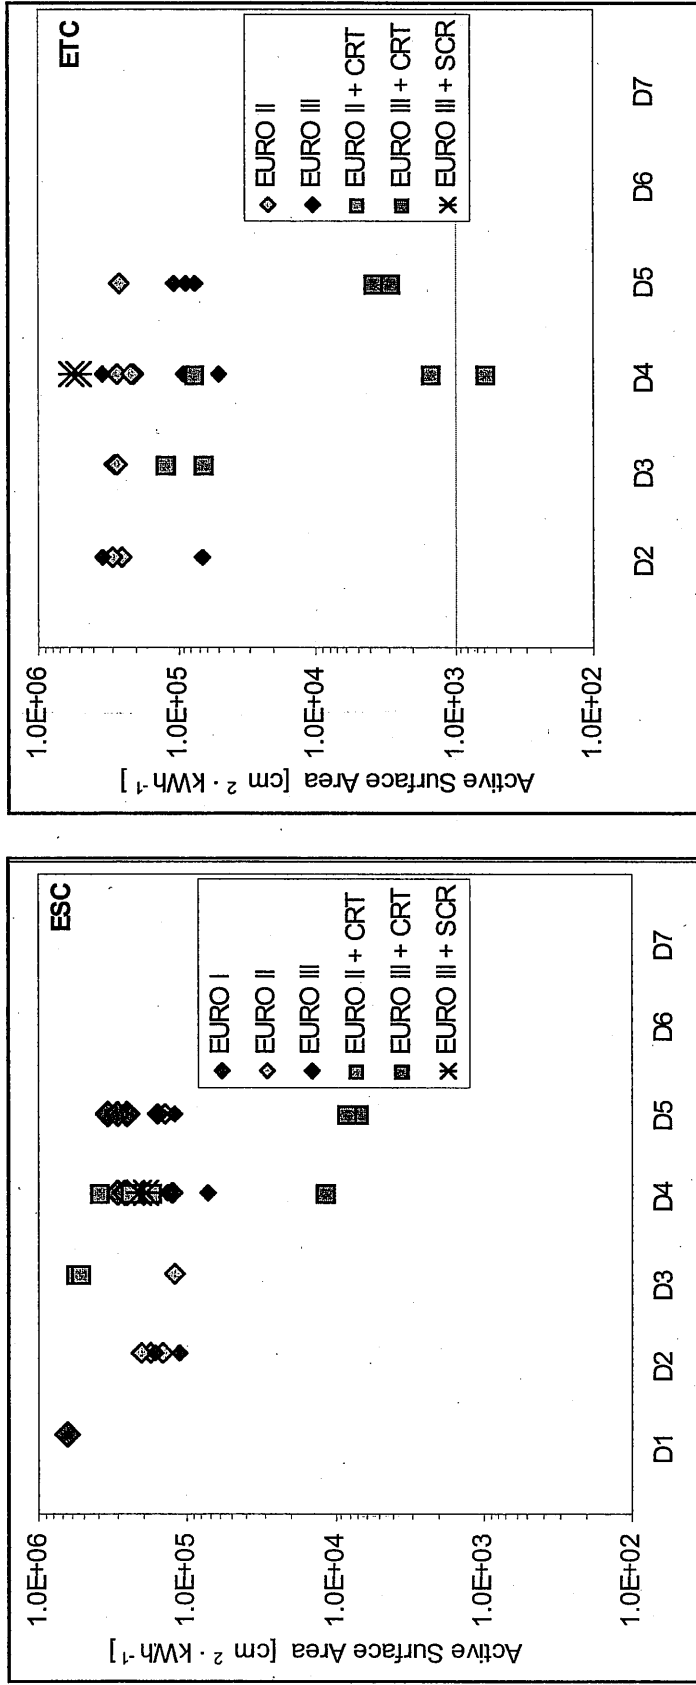 ESC
Active Surface Area [cm ² · kWh⁻¹ ]
1.0E+06
1.0E+05
1.0E+04
1.0E+03
1.0E+02
D1 D2 D3 D4 D5 D6 D7
EURO I
EURO II
EURO III
EURO II + CRT
EURO III + CRT
EURO III + SCR
ETC
Active Surface Area [cm ² · kWh⁻¹ ]
1.0E+06
1.0E+05
1.0E+04
1.0E+03
1.0E+02
D2 D3 D4 D5 D6 D7
EURO II
EURO III
EURO II + CRT
EURO III + CRT
EURO III + SCR